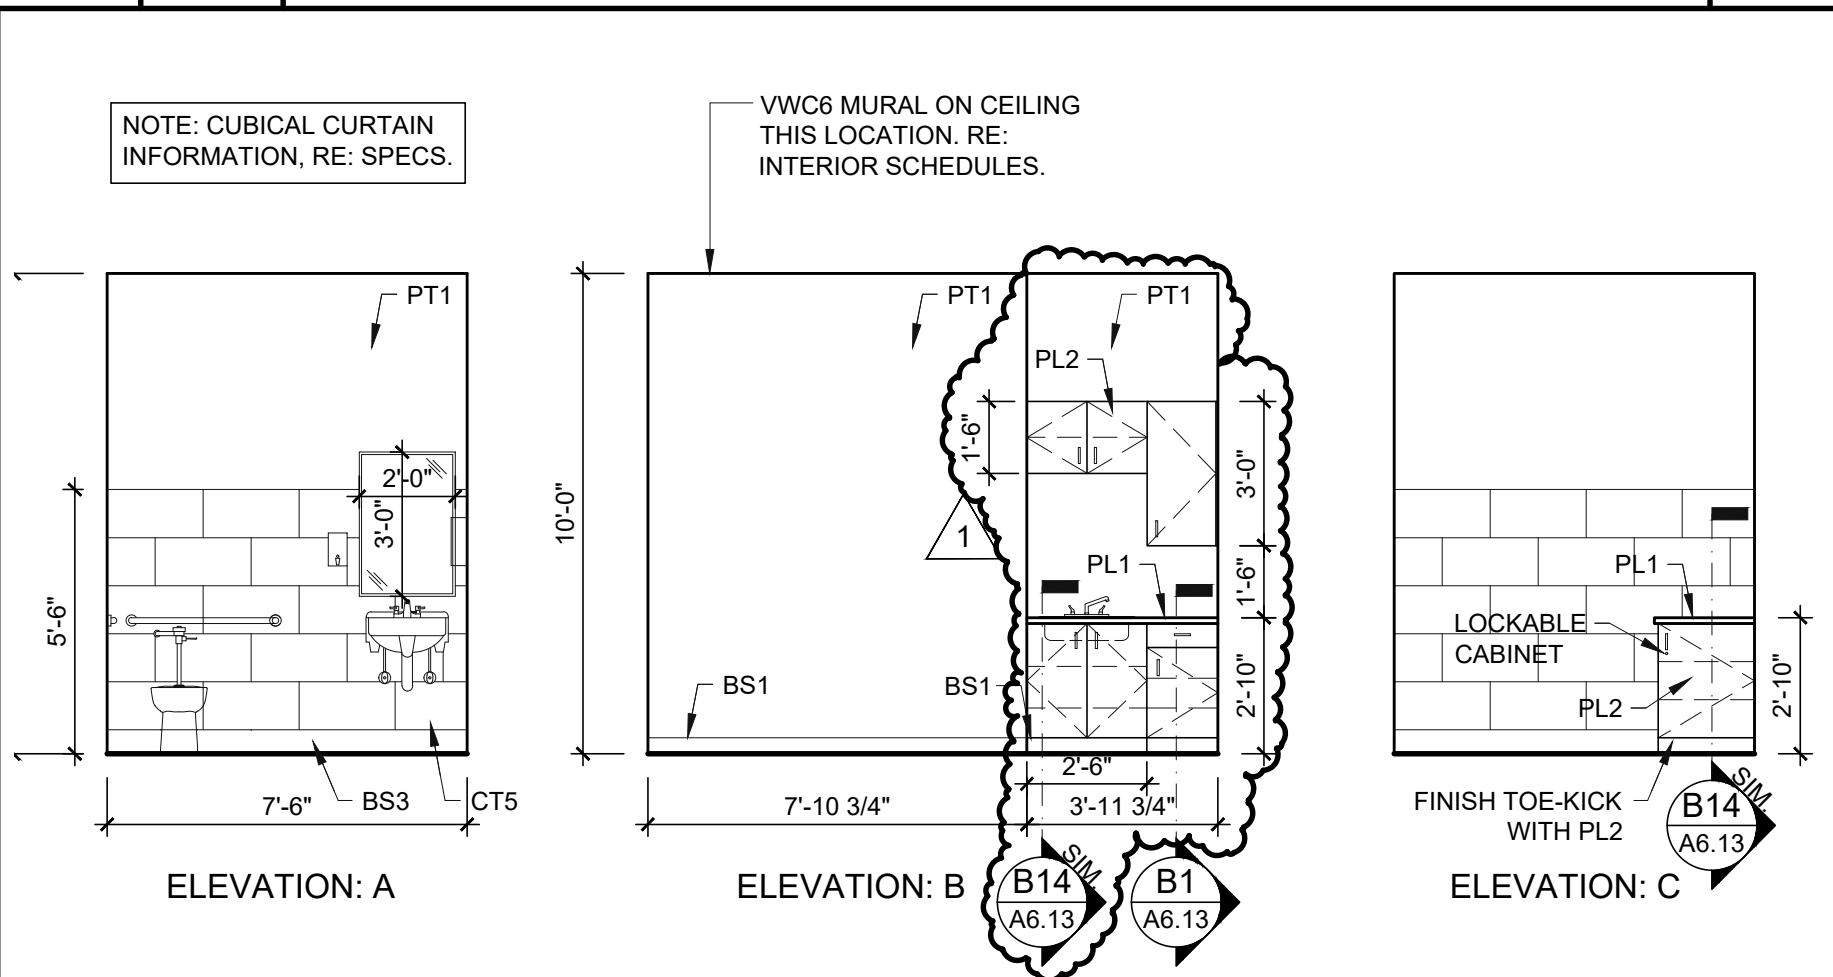 NOTE: CUBICAL CURTAIN
INFORMATION, RE: SPECS.
VWC6 MURAL ON CEILING
THIS LOCATION. RE:
INTERIOR SCHEDULES.
PT1
2'-0"
3'-0"
5'-6"
7'-6"
BS3
CT5
ELEVATION: A
10'-0"
PT1
PT1
PL2
1'-6"
3'-0"
1
PL1
1'-6"
BS1
BS1
2'-10"
2'-6"
7'-10 3/4"
3'-11 3/4"
ELEVATION: B
SIM.
B14
A6.13
B1
A6.13
PL1
LOCKABLE
CABINET
PL2
2'-10"
FINISH TOE-KICK
WITH PL2
SIM.
B14
A6.13
ELEVATION: C